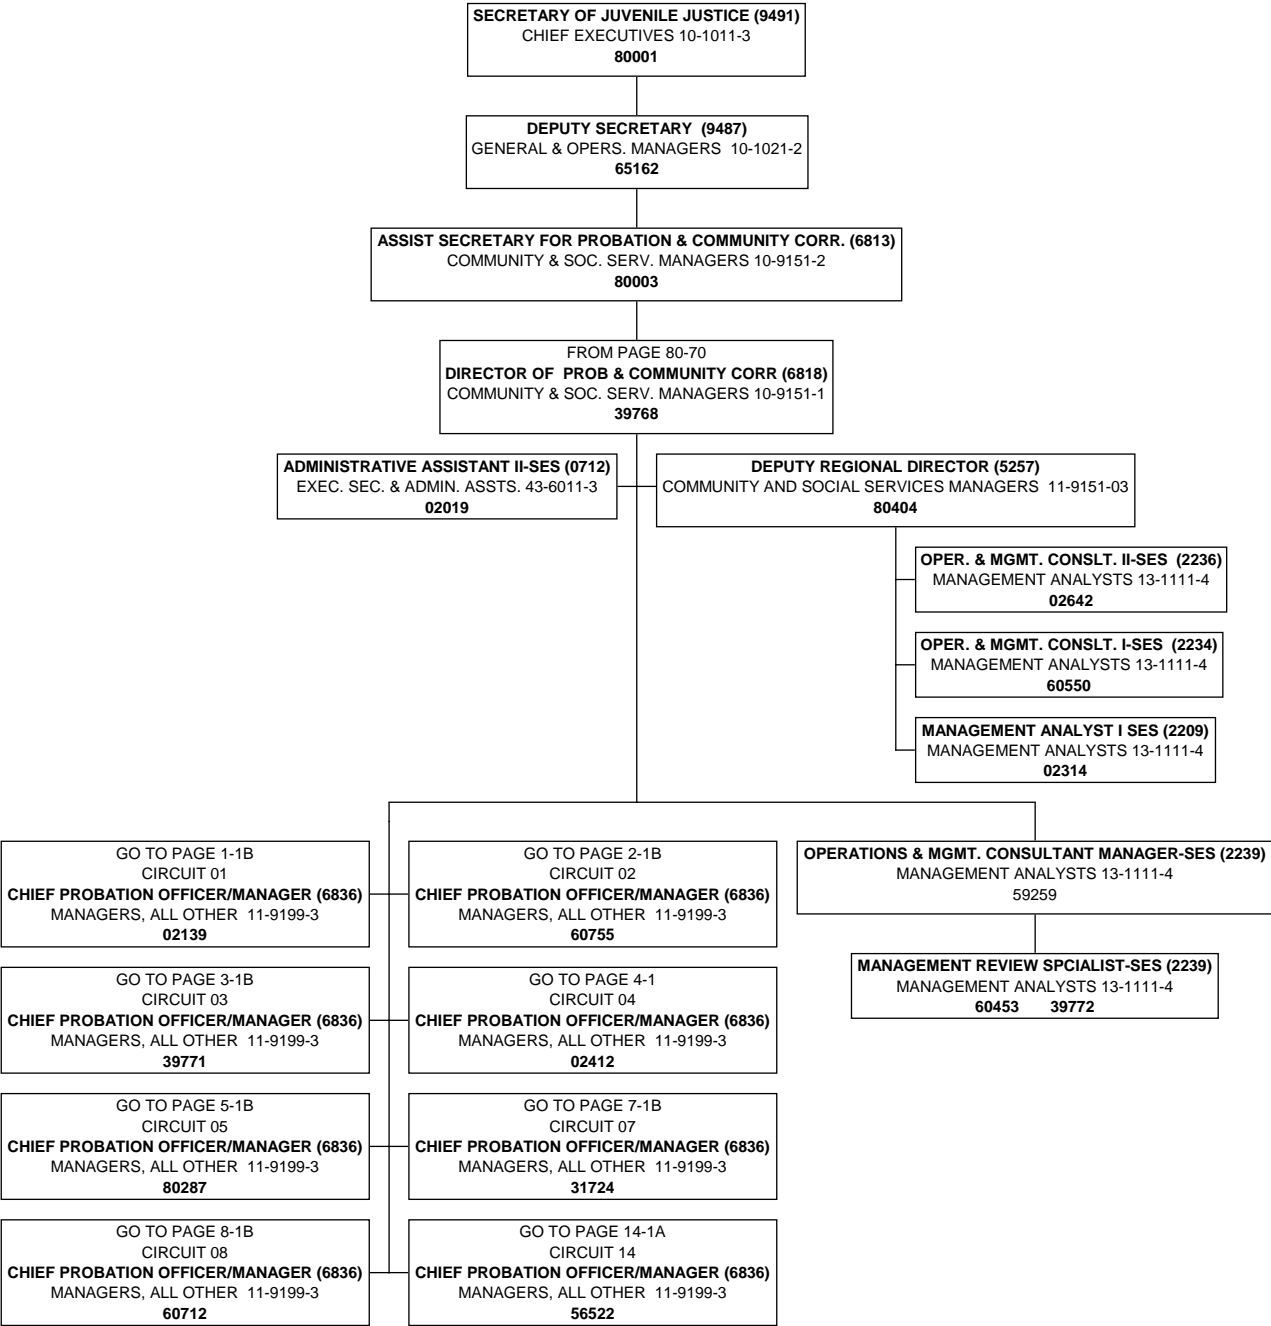 SECRETARY OF JUVENILE JUSTICE (9491)
CHIEF EXECUTIVES 10-1011-3
80001
DEPUTY SECRETARY (9487)
GENERAL & OPERS. MANAGERS 10-1021-2
65162
ASSIST SECRETARY FOR PROBATION & COMMUNITY CORR. (6813)
COMMUNITY & SOC. SERV. MANAGERS 10-9151-2
80003
FROM PAGE 80-70
DIRECTOR OF PROB & COMMUNITY CORR (6818)
COMMUNITY & SOC. SERV. MANAGERS 10-9151-1
39768
ADMINISTRATIVE ASSISTANT II-SES (0712)
EXEC. SEC. & ADMIN. ASSTS. 43-6011-3
02019
DEPUTY REGIONAL DIRECTOR (5257)
COMMUNITY AND SOCIAL SERVICES MANAGERS 11-9151-03
80404
OPER. & MGMT. CONSLT. II-SES (2236)
MANAGEMENT ANALYSTS 13-1111-4
02642
OPER. & MGMT. CONSLT. I-SES (2234)
MANAGEMENT ANALYSTS 13-1111-4
60550
MANAGEMENT ANALYST I SES (2209)
MANAGEMENT ANALYSTS 13-1111-4
02314
GO TO PAGE 1-1B
CIRCUIT 01
CHIEF PROBATION OFFICER/MANAGER (6836)
MANAGERS, ALL OTHER 11-9199-3
02139
GO TO PAGE 2-1B
CIRCUIT 02
CHIEF PROBATION OFFICER/MANAGER (6836)
MANAGERS, ALL OTHER 11-9199-3
60755
OPERATIONS & MGMT. CONSULTANT MANAGER-SES (2239)
MANAGEMENT ANALYSTS 13-1111-4
59259
MANAGEMENT REVIEW SPCIALIST-SES (2239)
MANAGEMENT ANALYSTS 13-1111-4
60453 39772
GO TO PAGE 3-1B
CIRCUIT 03
CHIEF PROBATION OFFICER/MANAGER (6836)
MANAGERS, ALL OTHER 11-9199-3
39771
GO TO PAGE 4-1
CIRCUIT 04
CHIEF PROBATION OFFICER/MANAGER (6836)
MANAGERS, ALL OTHER 11-9199-3
02412
GO TO PAGE 5-1B
CIRCUIT 05
CHIEF PROBATION OFFICER/MANAGER (6836)
MANAGERS, ALL OTHER 11-9199-3
80287
GO TO PAGE 7-1B
CIRCUIT 07
CHIEF PROBATION OFFICER/MANAGER (6836)
MANAGERS, ALL OTHER 11-9199-3
31724
GO TO PAGE 8-1B
CIRCUIT 08
CHIEF PROBATION OFFICER/MANAGER (6836)
MANAGERS, ALL OTHER 11-9199-3
60712
GO TO PAGE 14-1A
CIRCUIT 14
CHIEF PROBATION OFFICER/MANAGER (6836)
MANAGERS, ALL OTHER 11-9199-3
56522